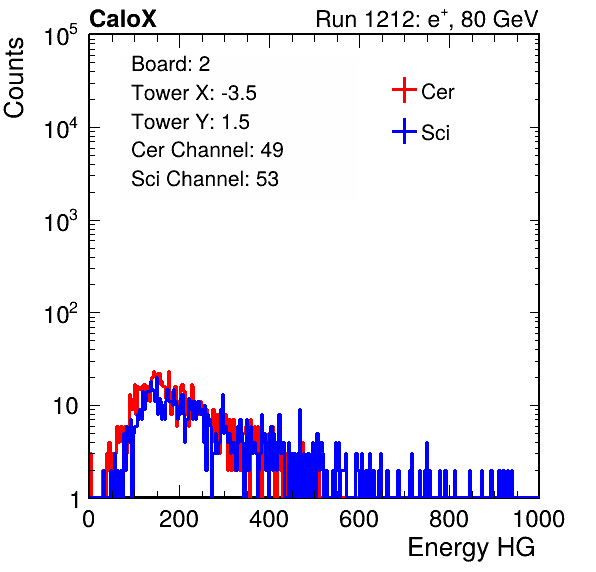 CaloX Run 1212: e⁺, 80 GeV
Counts
10⁵
10⁴
10³
10²
10
1
Board: 2
Tower X: -3.5
Tower Y: 1.5
Cer Channel: 49
Sci Channel: 53
Cer
Sci
0 200 400 600 800 1000
Energy HG